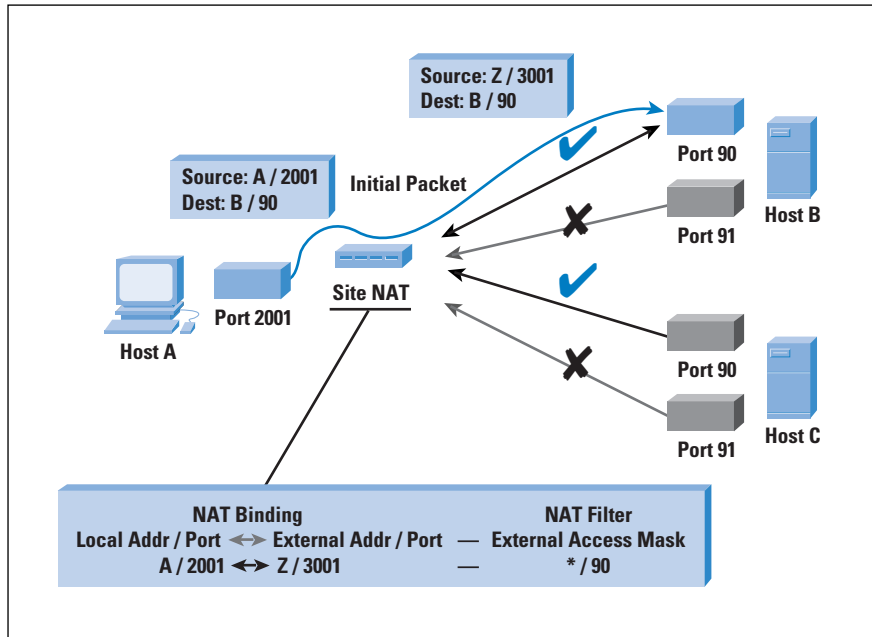 Source: Z / 3001
Dest: B / 90
Source: A / 2001
Dest: B / 90
Initial Packet
Port 90
Port 91
Host B
Host A
Port 2001
Site NAT
Port 90
Port 91
Host C
NAT Binding NAT Filter
Local Addr / Port ↔ External Addr / Port — External Access Mask
A / 2001 ↔ Z / 3001 — * / 90